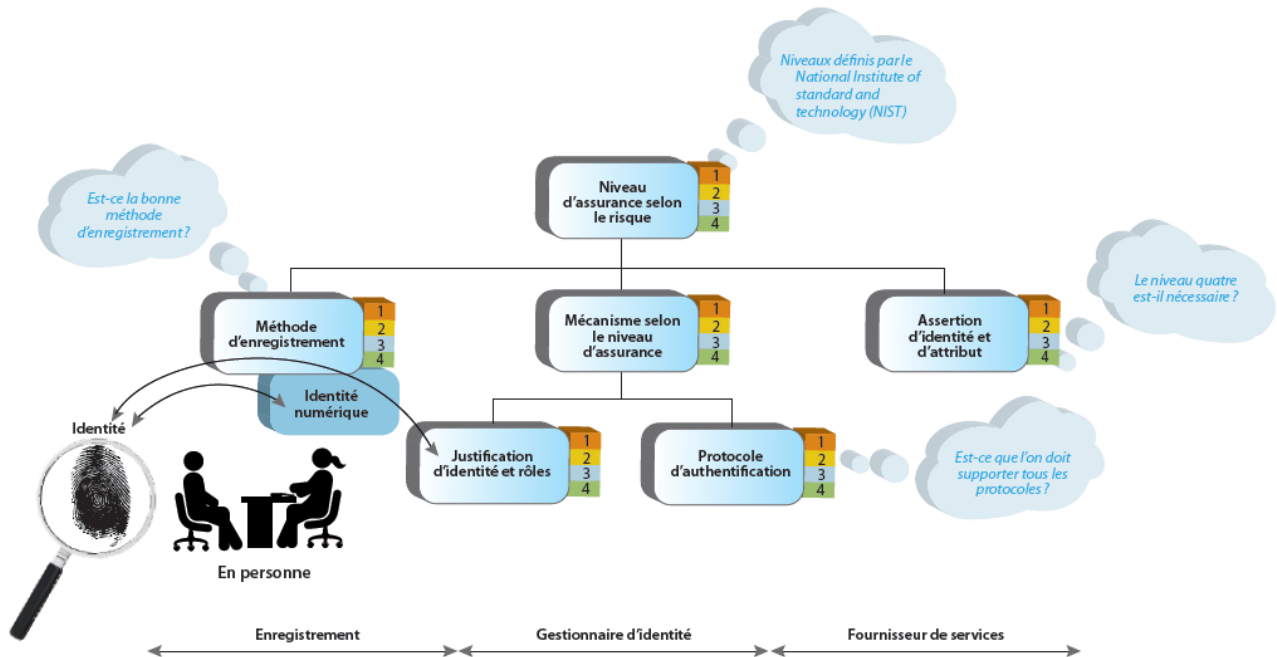 Niveaux définis par le
National Institute of
standard and
technology (NIST)
Niveau
d'assurance selon
le risque
1
2
3
4
Est-ce la bonne
méthode
d'enregistrement ?
Le niveau quatre
est-il nécessaire ?
Méthode
d'enregistrement
1
2
3
4
Mécanisme selon
le niveau
d'assurance
1
2
3
4
Assertion
d'identité et
d'attribut
1
2
3
4
Identité
numérique
Identité
Justification
d'identité et rôles
1
2
3
4
Protocole
d'authentification
1
2
3
4
Est-ce que l'on doit
supporter tous les
protocoles ?
En personne
Enregistrement
Gestionnaire d'identité
Fournisseur de services